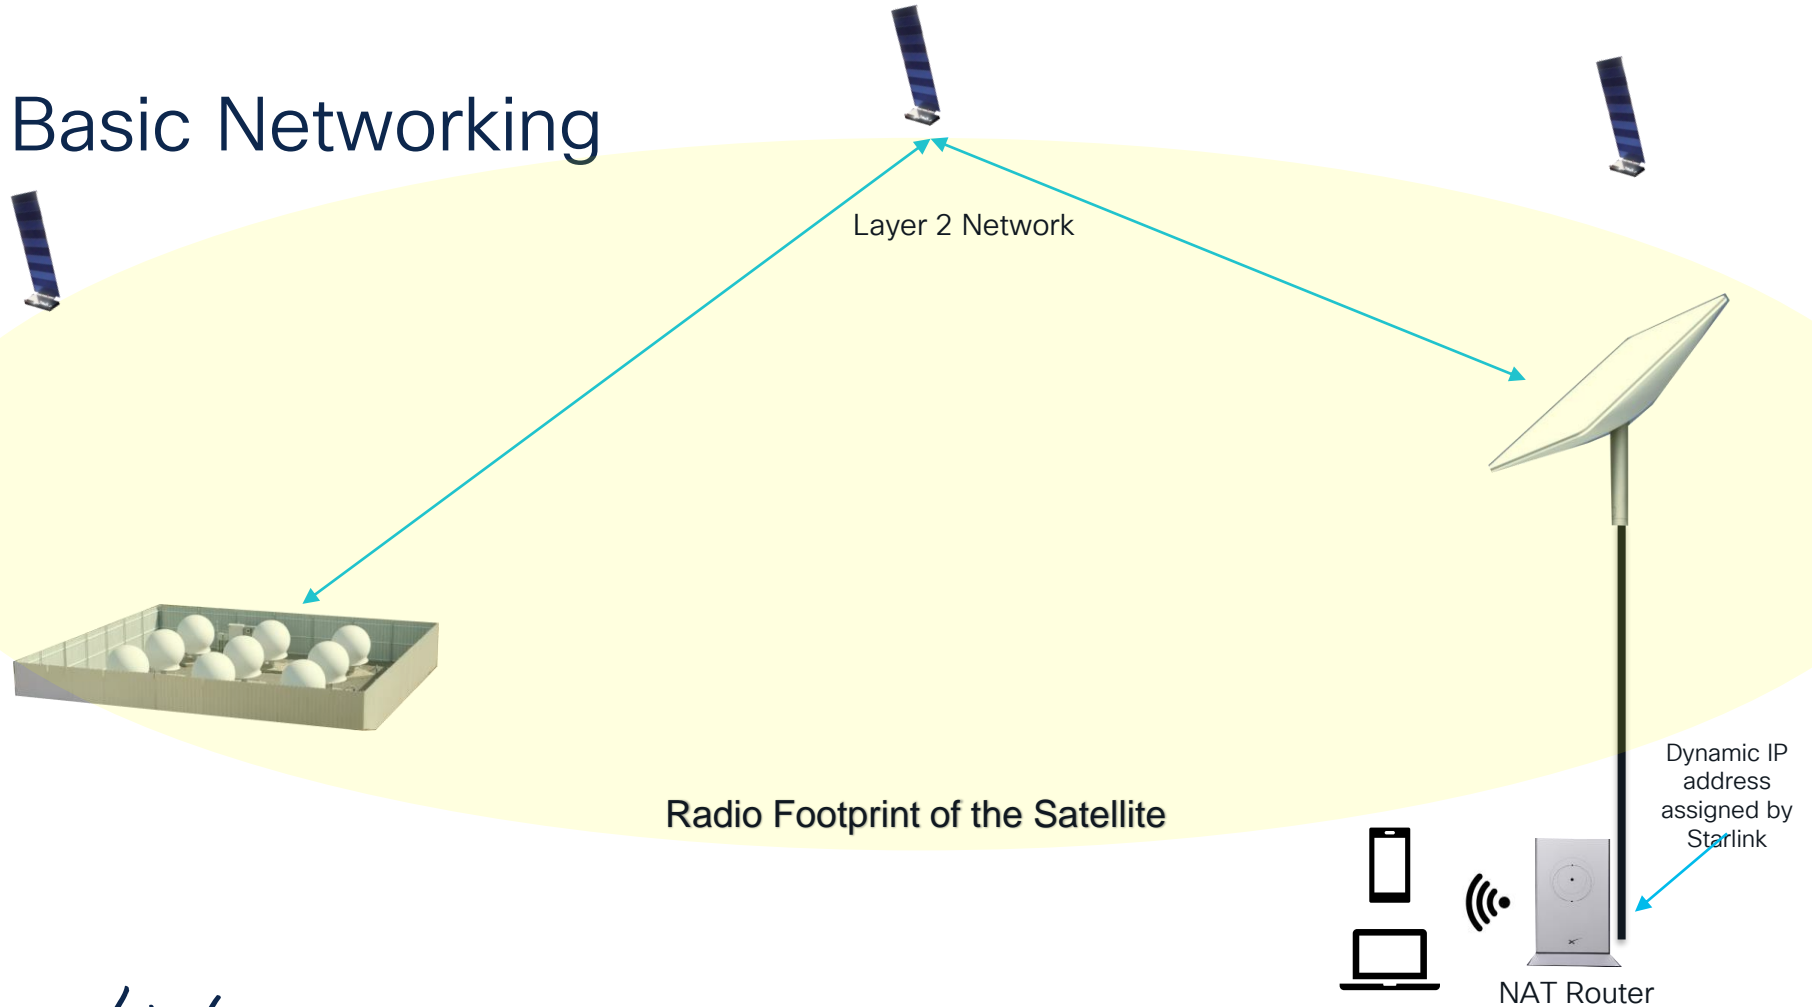 Basic Networking
Layer 2 Network
Radio Footprint of the Satellite
Dynamic IP
address
assigned by
Starlink
NAT Router